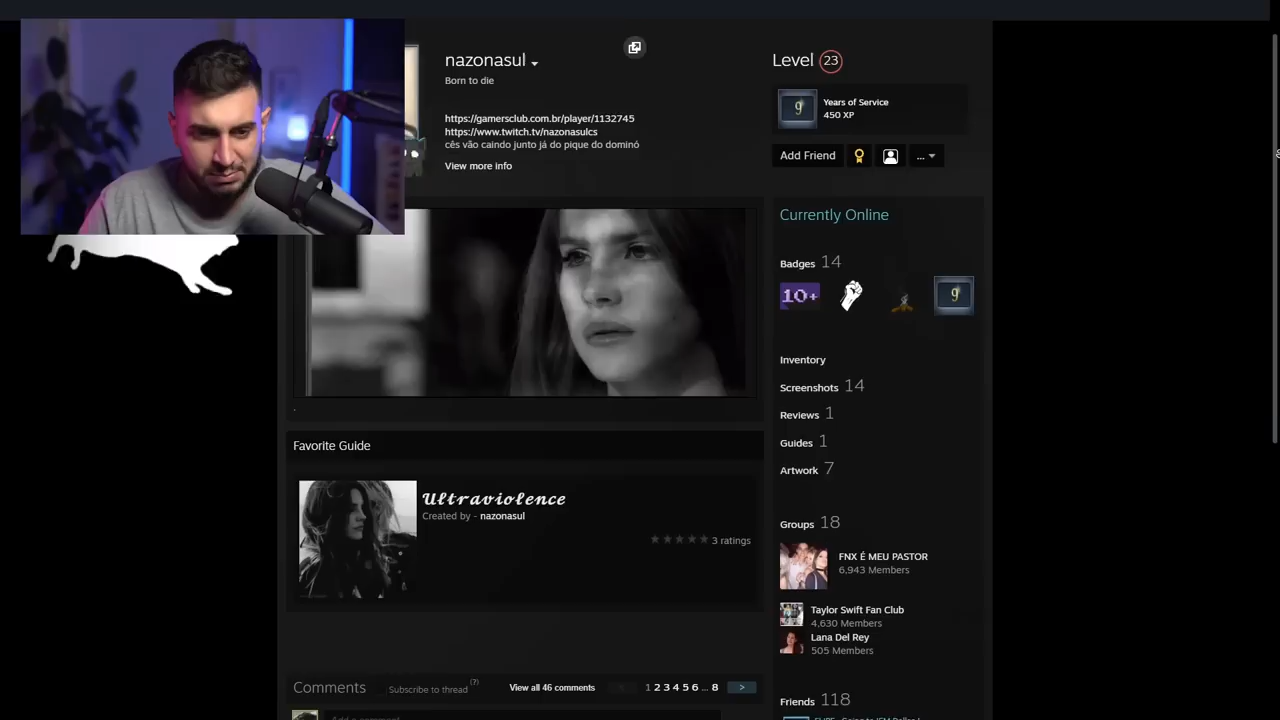 nazonasul
Born to die
https://gamersclub.com.br/player/1132745
https://www.twitch.tv/nazonasulcs
cês vão caindo junto já do pique do dominó
View more info
Level 23
9
Years of Service
450 XP
Add Friend
...
Currently Online
Badges 14
10+
9
Inventory
Screenshots 14
Reviews 1
Guides 1
Artwork 7
Groups 18
FNX É MEU PASTOR
6,943 Members
Taylor Swift Fan Club
4,630 Members
Lana Del Rey
505 Members
Friends 118
.
Favorite Guide
Ultraviolence
Created by - nazonasul
3 ratings
Comments
Subscribe to thread (?)
View all 46 comments
< 1 2 3 4 5 6 ... 8 >
Add a comment